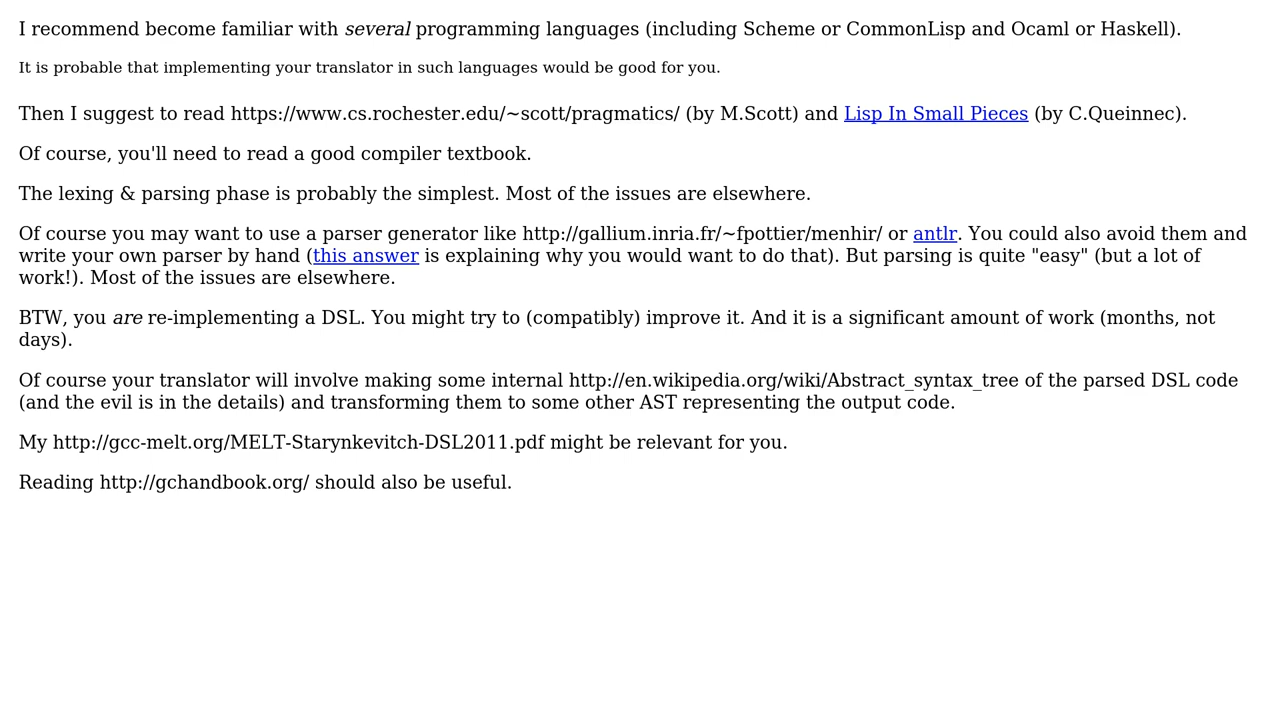 I recommend become familiar with several programming languages (including Scheme or CommonLisp and Ocaml or Haskell).
It is probable that implementing your translator in such languages would be good for you.
Then I suggest to read https://www.cs.rochester.edu/~scott/pragmatics/ (by M.Scott) and Lisp In Small Pieces (by C.Queinnec).
Of course, you'll need to read a good compiler textbook.
The lexing & parsing phase is probably the simplest. Most of the issues are elsewhere.
Of course you may want to use a parser generator like http://gallium.inria.fr/~fpottier/menhir/ or antlr. You could also avoid them and
write your own parser by hand (this answer is explaining why you would want to do that). But parsing is quite "easy" (but a lot of
work!). Most of the issues are elsewhere.
BTW, you are re-implementing a DSL. You might try to (compatibly) improve it. And it is a significant amount of work (months, not
days).
Of course your translator will involve making some internal http://en.wikipedia.org/wiki/Abstract_syntax_tree of the parsed DSL code
(and the evil is in the details) and transforming them to some other AST representing the output code.
My http://gcc-melt.org/MELT-Starynkevitch-DSL2011.pdf might be relevant for you.
Reading http://gchandbook.org/ should also be useful.